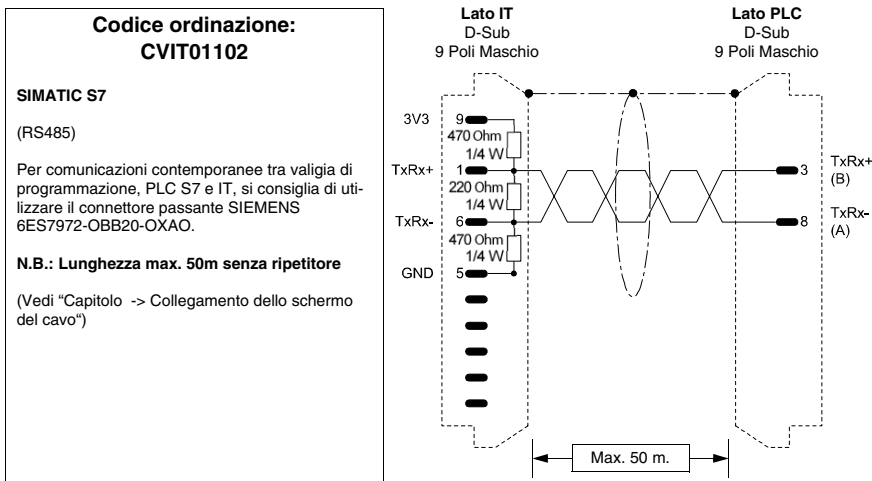 Codice ordinazione:
CVIT01102
SIMATIC S7
(RS485)
Per comunicazioni contemporanee tra valigia di
programmazione, PLC S7 e IT, si consiglia di uti-
lizzare il connettore passante SIEMENS
6ES7972-OBB20-OXAO.
N.B.: Lunghezza max. 50m senza ripetitore
(Vedi “Capitolo -> Collegamento dello schermo
del cavo“)
Lato IT
D-Sub
9 Poli Maschio
Lato PLC
D-Sub
9 Poli Maschio
3V3 9
470 Ohm
1/4 W
TxRx+ 1
220 Ohm
1/4 W
TxRx- 6
470 Ohm
1/4 W
GND 5
3 TxRx+
(B)
8 TxRx-
(A)
Max. 50 m.